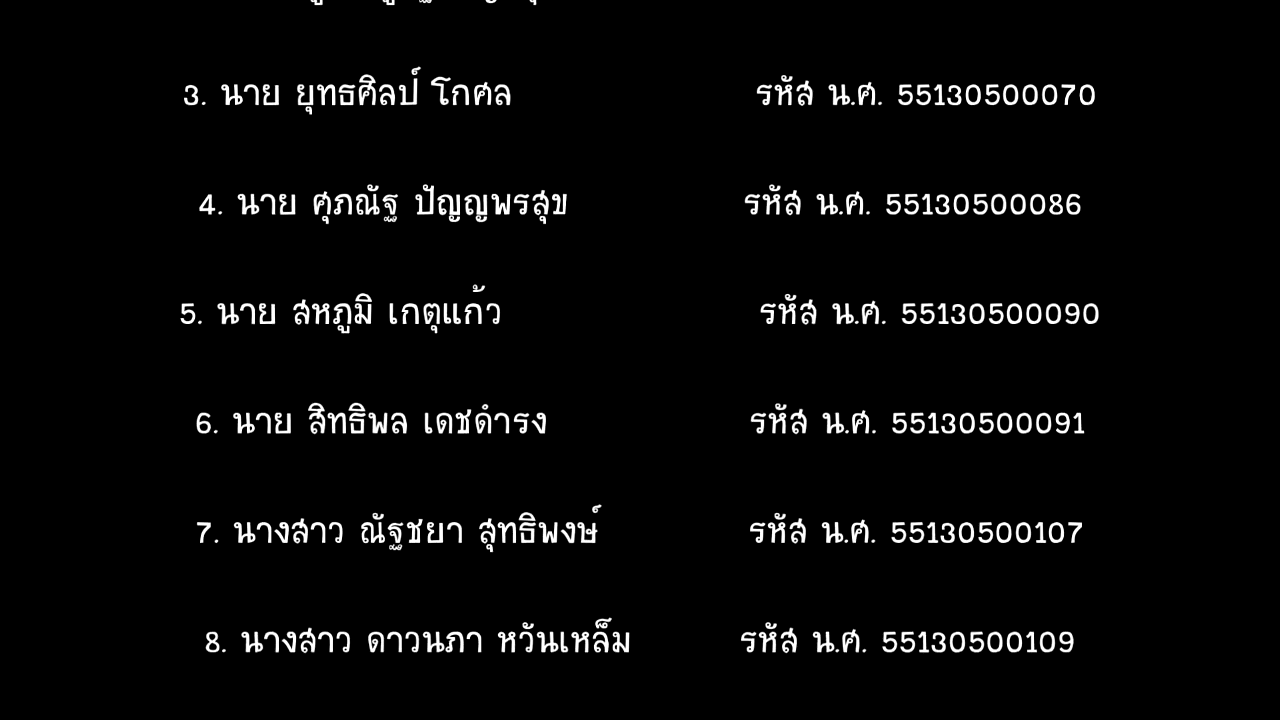 3. นาย ยุทธศิลป์ โกศล รหัส น.ศ. 55130500070
4. นาย ศุภณัฐ ปัญญพรสุข รหัส น.ศ. 55130500086
5. นาย สหภูมิ เกตุแก้ว รหัส น.ศ. 55130500090
6. นาย สิทธิพล เดชดำรง รหัส น.ศ. 55130500091
7. นางสาว ณัฐชยา สุทธิพงษ์ รหัส น.ศ. 55130500107
8. นางสาว ดาวนภา หวันเหล็ม รหัส น.ศ. 55130500109